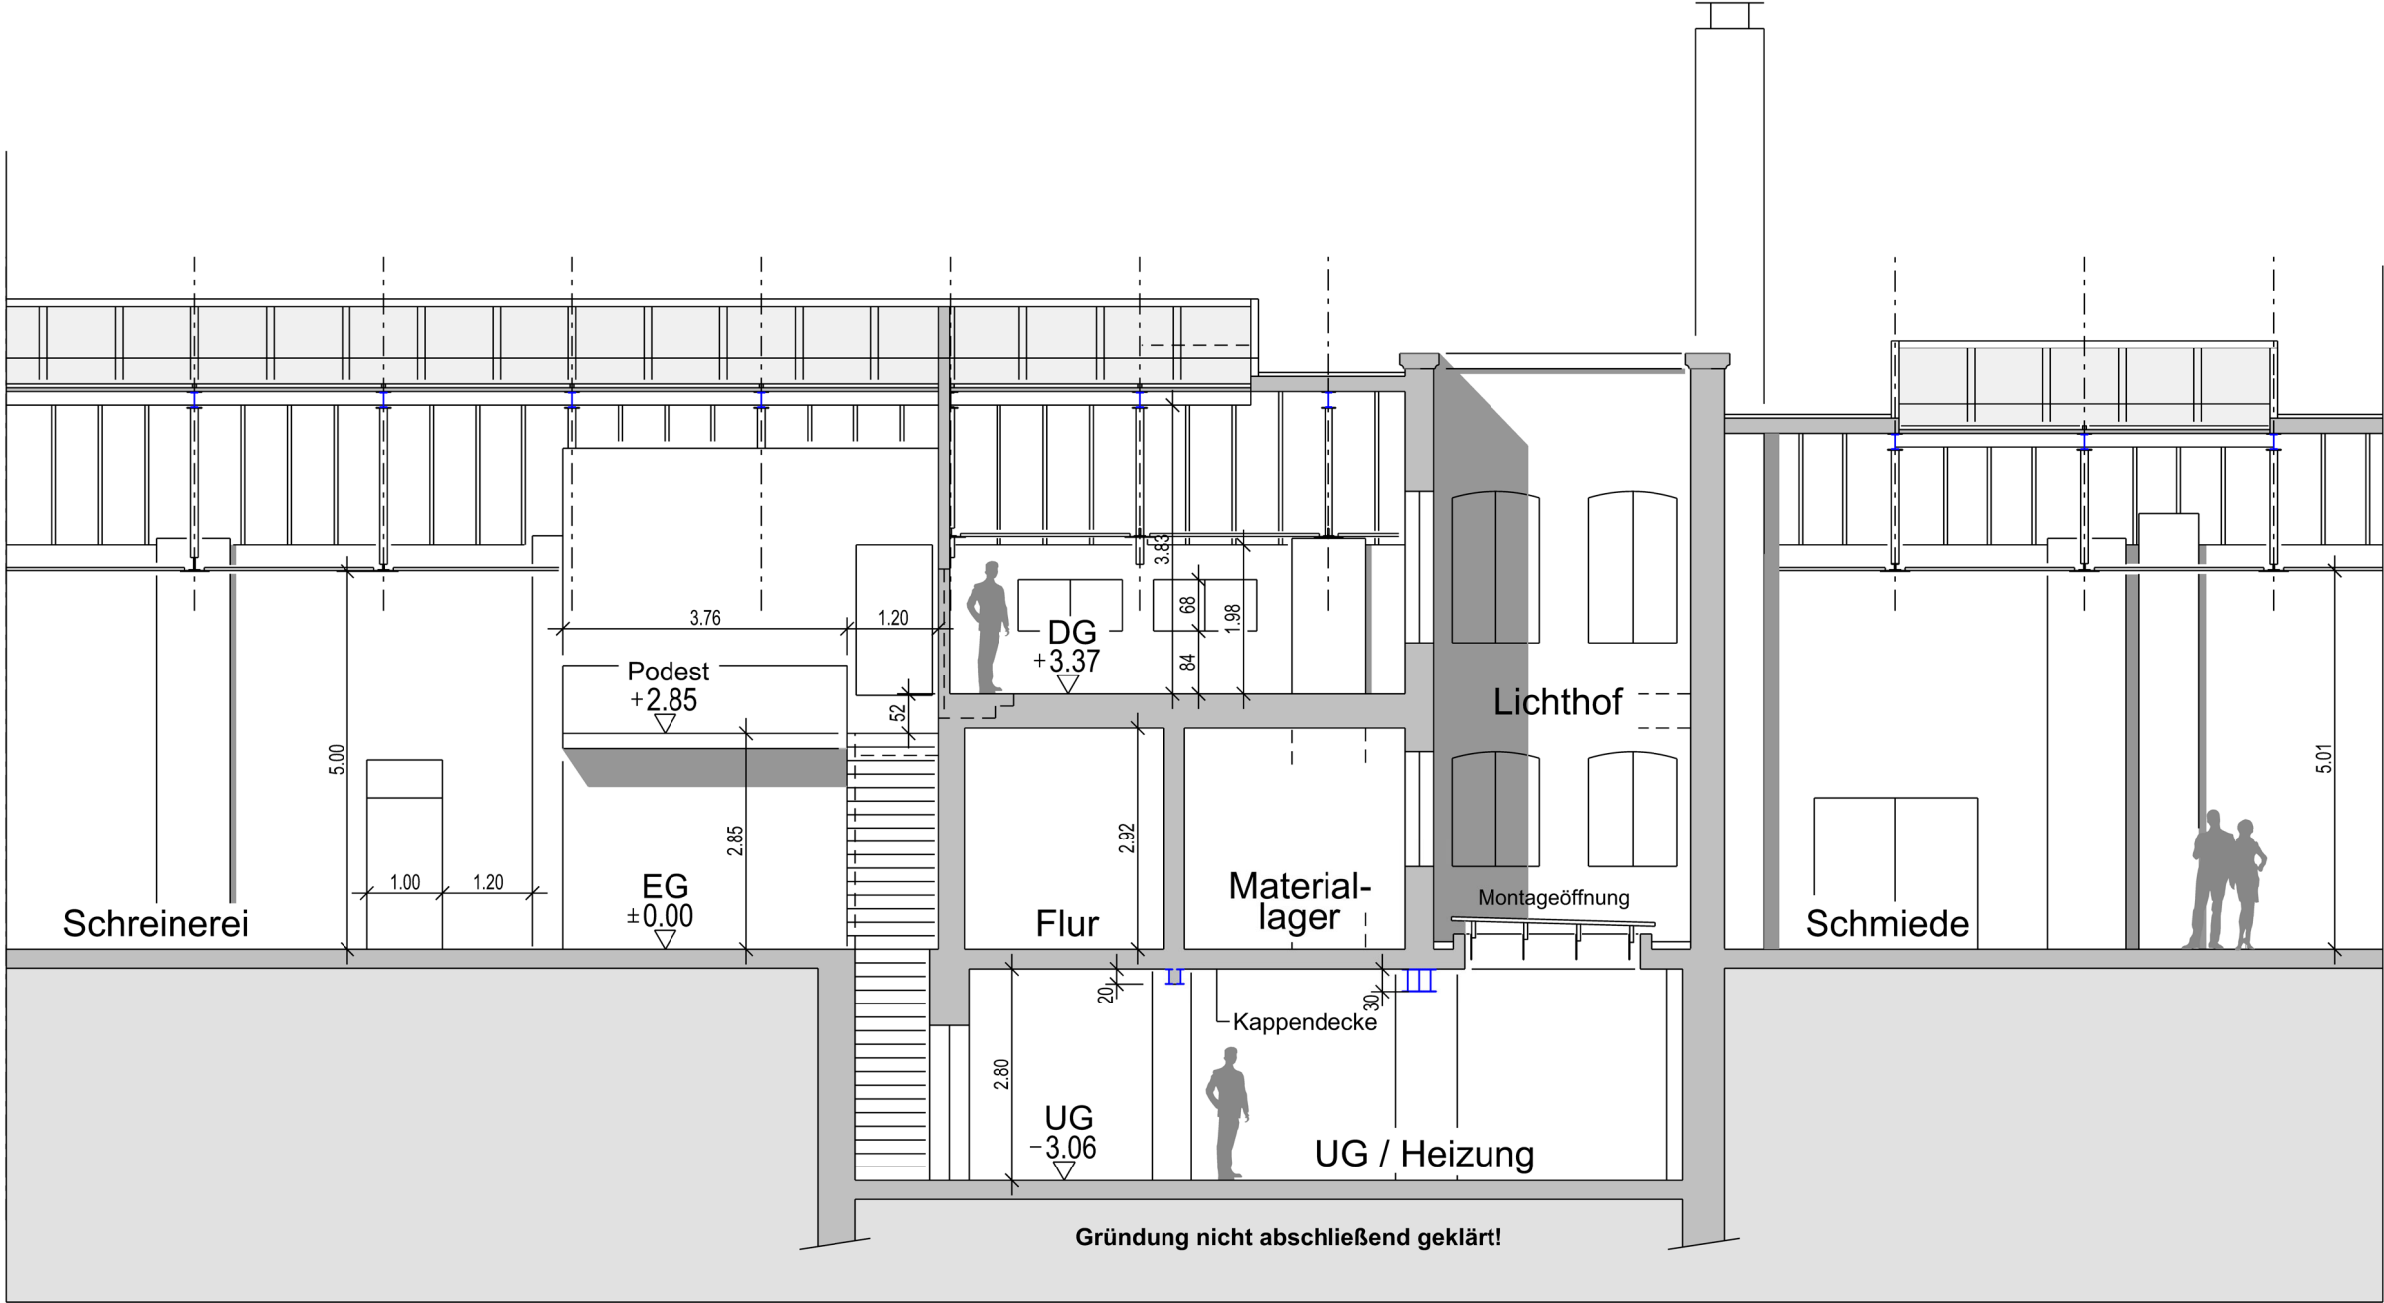 3.83
3.76
1.20
68
1.98
DG
+3.37
84
Podest
+2.85
52
Lichthof
5.00
2.85
2.92
5.01
1.00
1.20
EG
±0.00
Schreinerei
Flur
Material-
lager
Montageöffnung
Schmiede
20
30
Kappendecke
2.80
UG
−3.06
UG / Heizung
Gründung nicht abschließend geklärt!